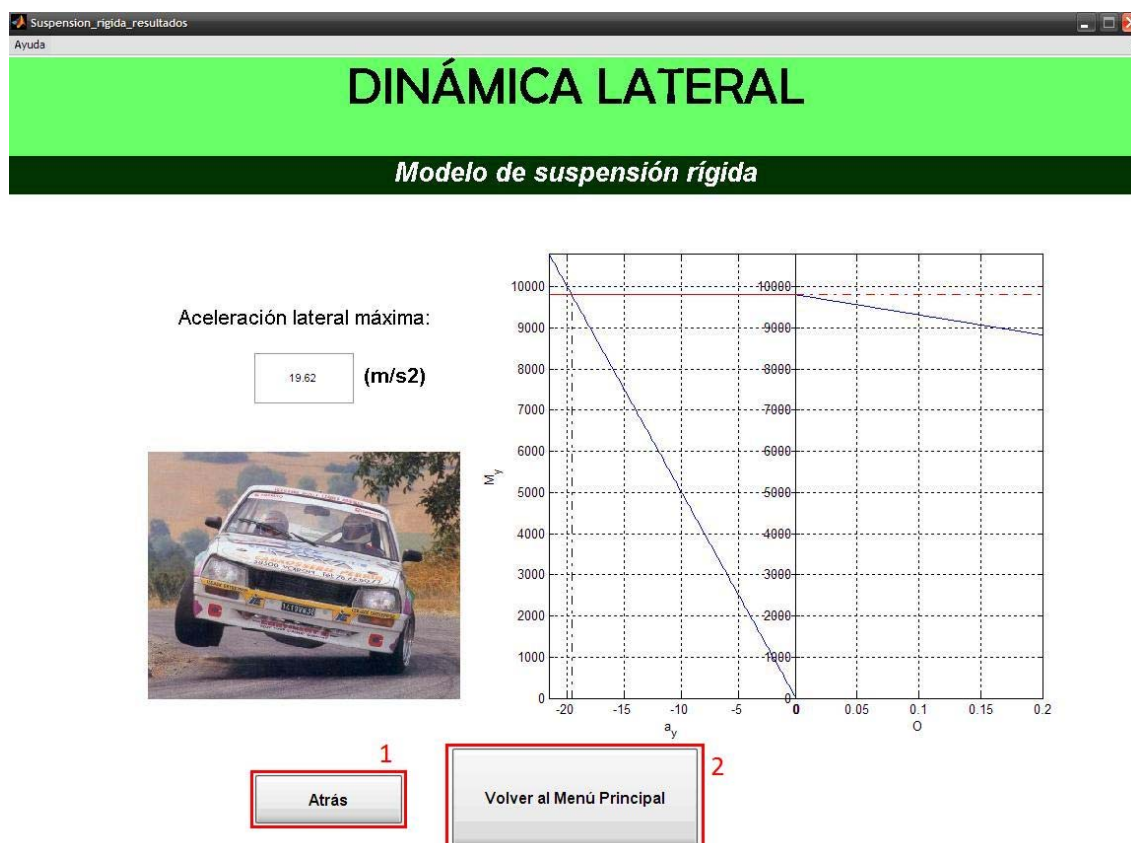 Suspension_rigida_resultados
Ayuda
DINÁMICA LATERAL
Modelo de suspensión rígida
Aceleración lateral máxima:
19.62 (m/s2)
10000
9000
8000
7000
6000
5000
4000
3000
2000
1000
0
M_y
-20 -15 -10 -5 0
a_y
10000
9000
8000
7000
6000
5000
4000
3000
2000
1000
0
0.05 0.1 0.15 0.2
O
1
Atrás
2
Volver al Menú Principal